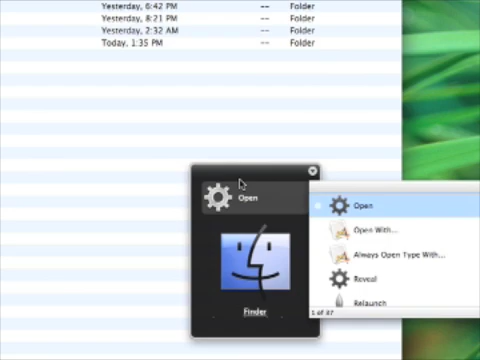 Yesterday, 6:42 PM -- Folder
Yesterday, 8:21 PM -- Folder
Yesterday, 2:32 AM -- Folder
Today, 1:35 PM -- Folder
Open
Open
Open With...
Always Open Type With...
Reveal
Relaunch
Finder
1 of 37